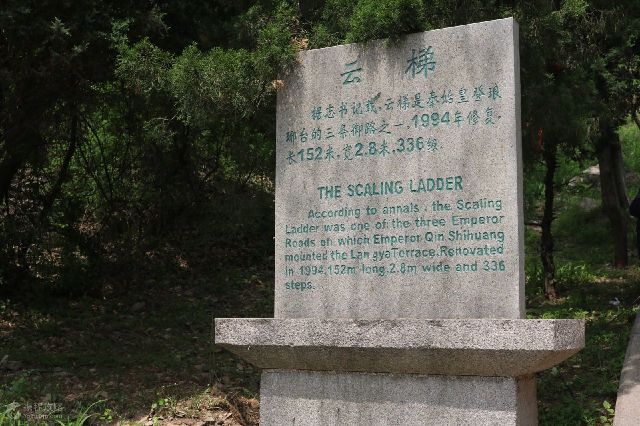 云 梯
据志书记载,云梯是秦始皇登琅
琊台的三条御路之一,1994年修复,
长152米,宽2.8米,336级.
THE SCALING LADDER
According to annals , the Scaling
Ladder was one of the three Emperor
Roads on which Emperor Qin Shihuang
mounted the LangyaTerrace.Renovated
in 1994,152m long,2.8m wide and 336
steps.